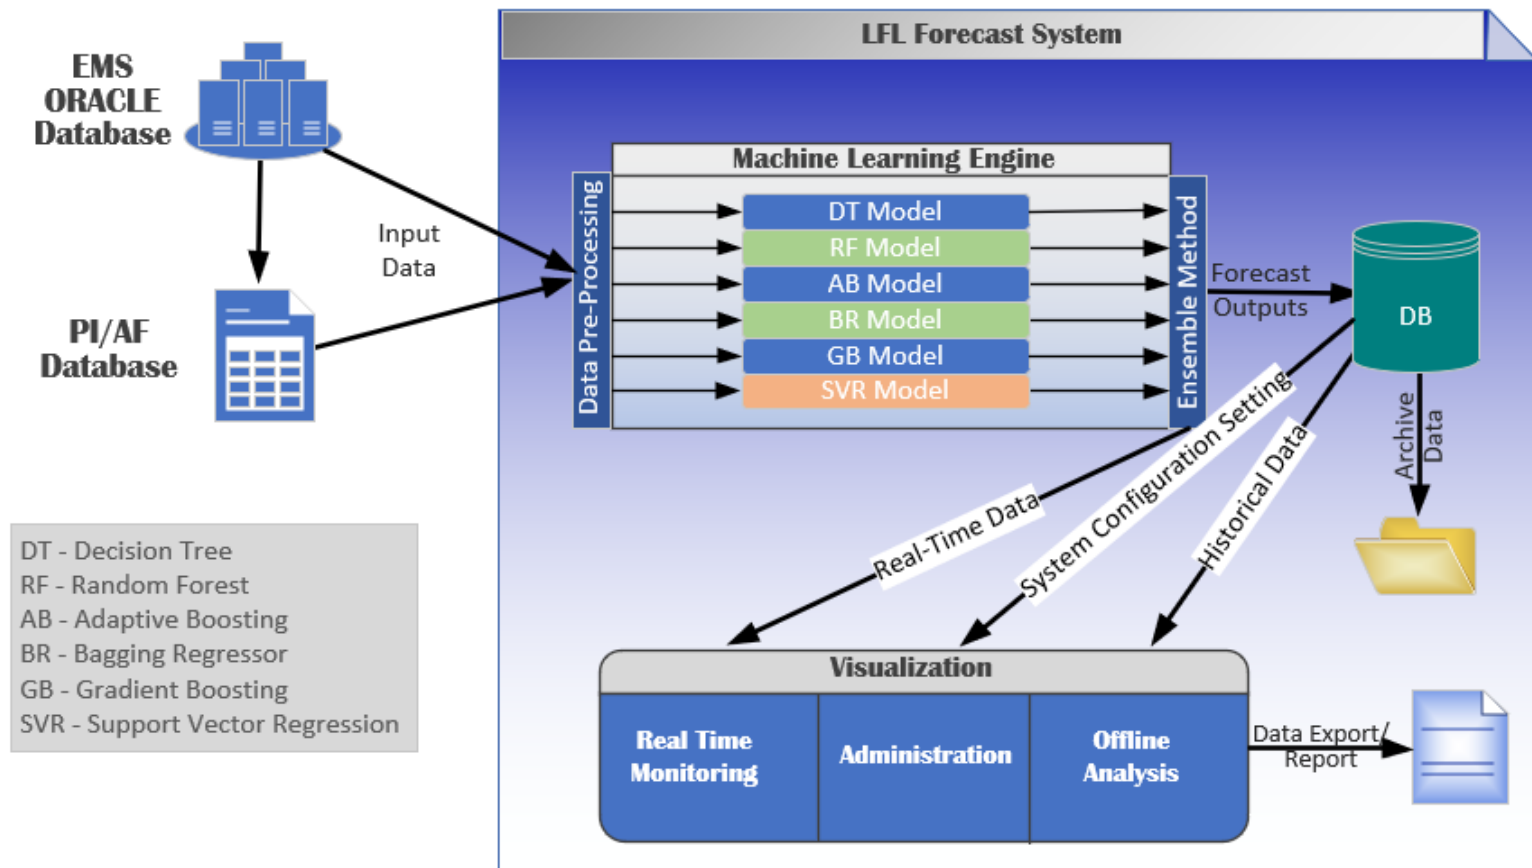 LFL Forecast System
EMS
ORACLE
Database
Input
Data
PI/AF
Database
Machine Learning Engine
Data Pre-Processing
DT Model
RF Model
AB Model
BR Model
GB Model
SVR Model
Ensemble Method
Forecast
Outputs
DB
Archive
Data
Real-Time Data
System Configuration Setting
Historical Data
DT - Decision Tree
RF - Random Forest
AB - Adaptive Boosting
BR - Bagging Regressor
GB - Gradient Boosting
SVR - Support Vector Regression
Visualization
Real Time
Monitoring
Administration
Offline
Analysis
Data Export/
Report